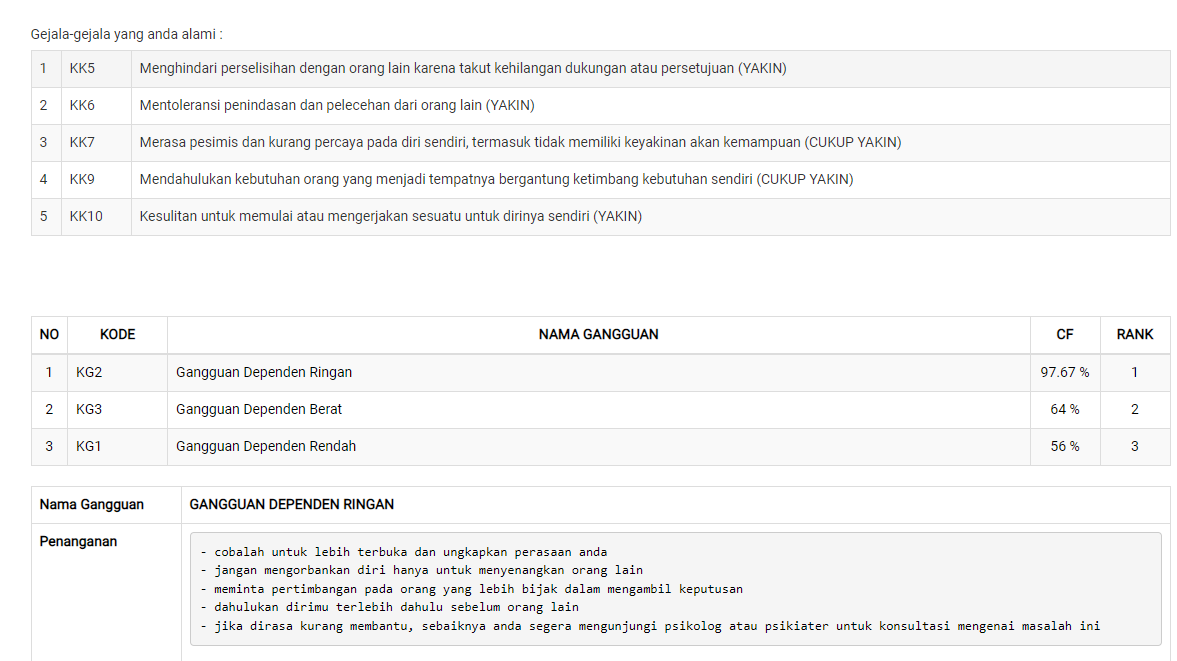 Gejala-gejala yang anda alami :
1 KK5 Menghindari perselisihan dengan orang lain karena takut kehilangan dukungan atau persetujuan (YAKIN)
2 KK6 Mentoleransi penindasan dan pelecehan dari orang lain (YAKIN)
3 KK7 Merasa pesimis dan kurang percaya pada diri sendiri, termasuk tidak memiliki keyakinan akan kemampuan (CUKUP YAKIN)
4 KK9 Mendahulukan kebutuhan orang yang menjadi tempatnya bergantung ketimbang kebutuhan sendiri (CUKUP YAKIN)
5 KK10 Kesulitan untuk memulai atau mengerjakan sesuatu untuk dirinya sendiri (YAKIN)
NO KODE NAMA GANGGUAN CF RANK
1 KG2 Gangguan Dependen Ringan 97.67 % 1
2 KG3 Gangguan Dependen Berat 64 % 2
3 KG1 Gangguan Dependen Rendah 56 % 3
Nama Gangguan GANGGUAN DEPENDEN RINGAN
Penanganan
- cobalah untuk lebih terbuka dan ungkapkan perasaan anda
- jangan mengorbankan diri hanya untuk menyenangkan orang lain
- meminta pertimbangan pada orang yang lebih bijak dalam mengambil keputusan
- dahulukan dirimu terlebih dahulu sebelum orang lain
- jika dirasa kurang membantu, sebaiknya anda segera mengunjungi psikolog atau psikiater untuk konsultasi mengenai masalah ini